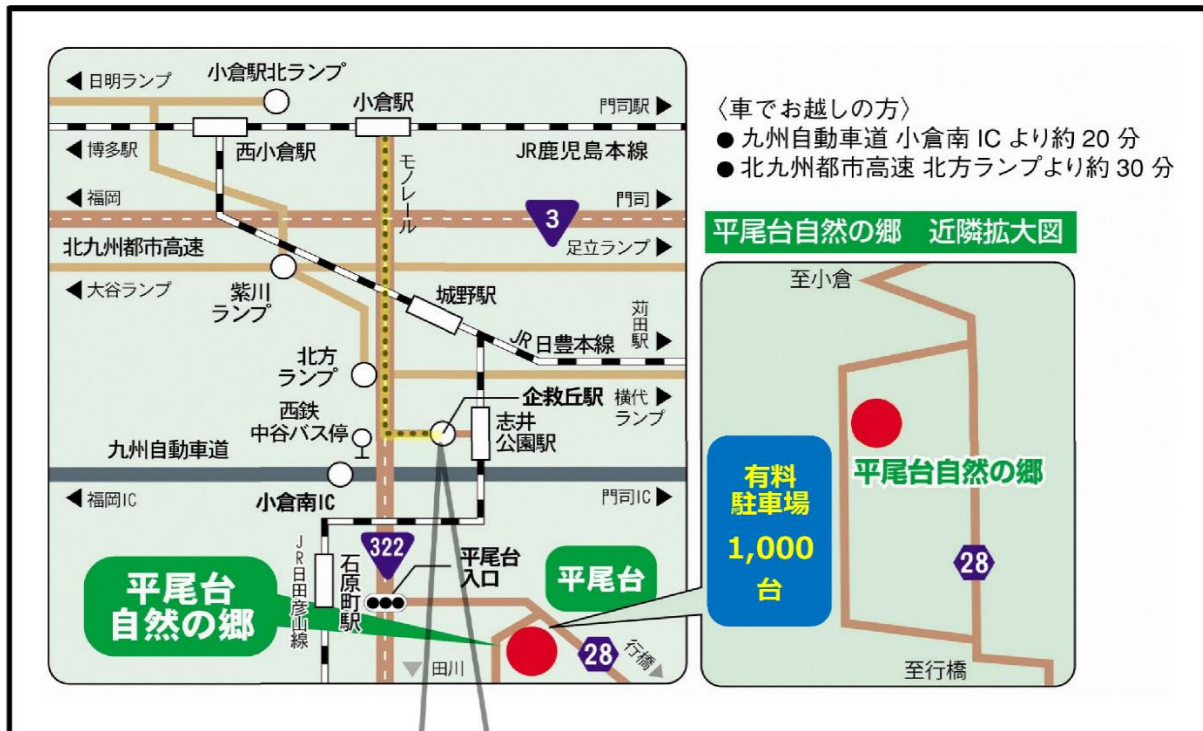 ◀日明ランプ
小倉駅北ランプ
小倉駅
門司駅▶
◀博多駅
西小倉駅
JR鹿児島本線
モノレール
◀福岡
門司▶
3
北九州都市高速
足立ランプ▶
◀大谷ランプ
紫川
ランプ
城野駅
苅田駅▶
JR日豊本線
北方
ランプ
企救丘駅
横代▶
ランプ
西鉄
中谷バス停
志井
公園駅
九州自動車道
◀福岡IC
小倉南IC
門司IC▶
322
平尾台
入口
JR日田彦山線
石原町駅
平尾台
自然の郷
平尾台
28
田川
行橋
〈車でお越しの方〉
● 九州自動車道 小倉南 IC より約 20 分
● 北九州都市高速 北方ランプより約 30 分
平尾台自然の郷 近隣拡大図
至小倉
平尾台自然の郷
有料
駐車場
1,000
台
28
至行橋